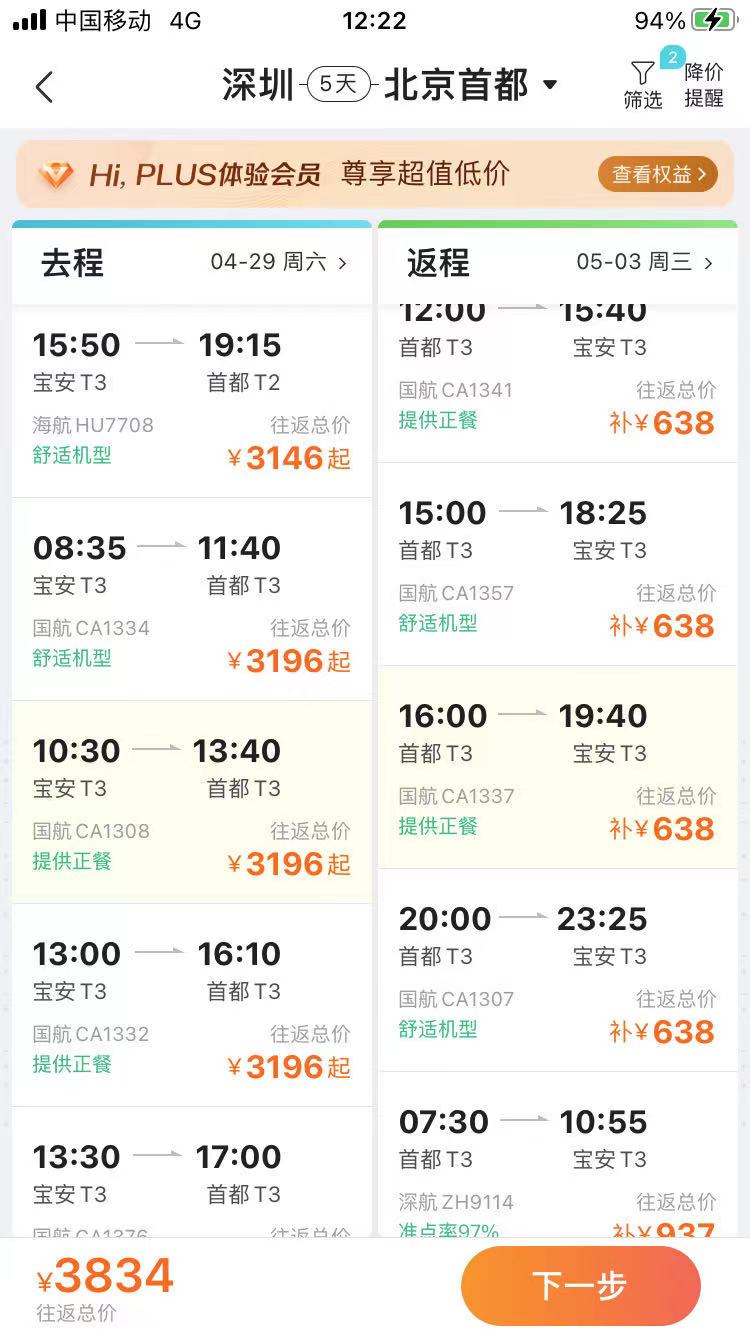 中国移动 4G 12:22 94%
深圳 5天 北京首都 筛选 2 降价提醒
Hi, PLUS体验会员 尊享超值低价 查看权益
去程 04-29 周六
15:50 19:15
宝安T3 首都T2
海航HU7708 往返总价
舒适机型 ¥3146起
08:35 11:40
宝安T3 首都T3
国航CA1334 往返总价
舒适机型 ¥3196起
10:30 13:40
宝安T3 首都T3
国航CA1308 往返总价
提供正餐 ¥3196起
13:00 16:10
宝安T3 首都T3
国航CA1332 往返总价
提供正餐 ¥3196起
13:30 17:00
宝安T3 首都T3
国航CA1376 往返总价
返程 05-03 周三
12:00 15:40
首都T3 宝安T3
国航CA1341 往返总价
提供正餐 补¥638
15:00 18:25
首都T3 宝安T3
国航CA1357 往返总价
舒适机型 补¥638
16:00 19:40
首都T3 宝安T3
国航CA1337 往返总价
提供正餐 补¥638
20:00 23:25
首都T3 宝安T3
国航CA1307 往返总价
舒适机型 补¥638
07:30 10:55
首都T3 宝安T3
深航ZH9114 往返总价
准点率97% 补¥937
¥3834
往返总价
下一步